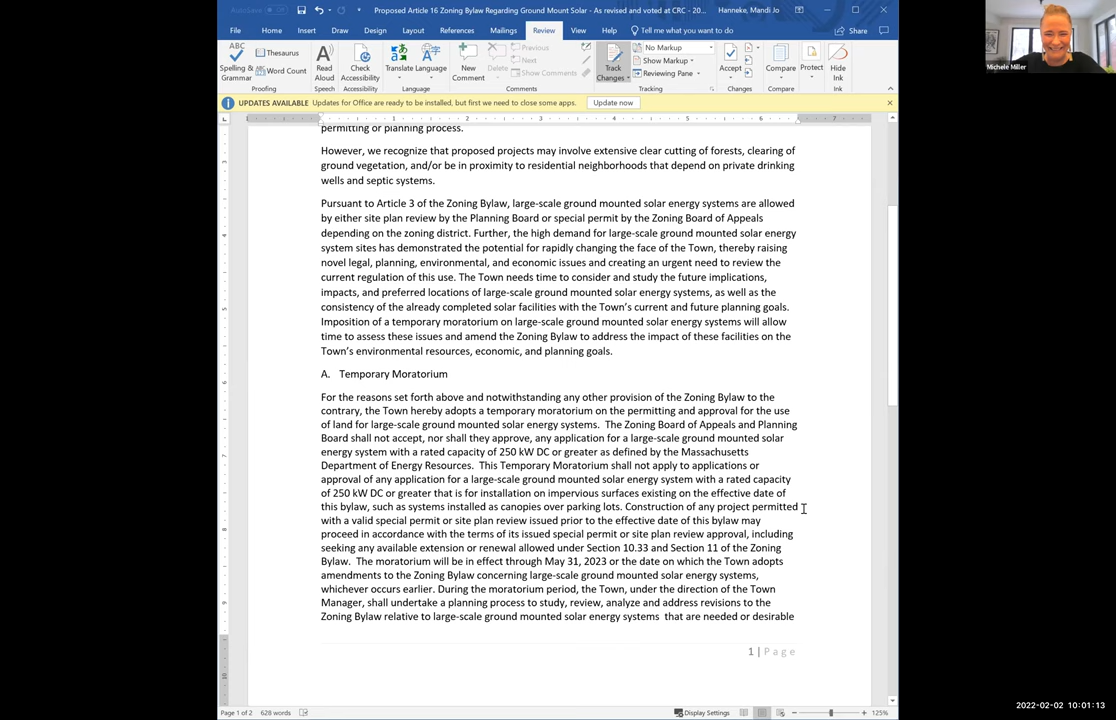 AutoSave Off
Proposed Article 16 Zoning Bylaw Regarding Ground Mount Solar - As revised and voted at CRC - 20...
Hanneke, Mandi Jo
File Home Insert Draw Design Layout References Mailings Review View Help Tell me what you want to do Share
ABC
Spelling & Grammar
Thesaurus
Word Count
Proofing
Read Aloud
Speech
Check Accessibility
Accessibility
Translate Language
Language
New Comment
Delete
Previous
Next
Show Comments
Comments
Track Changes
No Markup
Show Markup
Reviewing Pane
Tracking
Accept
Changes
Compare
Compare
Protect
Hide Ink
Ink
Michele Miller
UPDATES AVAILABLE Updates for Office are ready to be installed, but first we need to close some apps. Update now
permitting or planning process.
However, we recognize that proposed projects may involve extensive clear cutting of forests, clearing of
ground vegetation, and/or be in proximity to residential neighborhoods that depend on private drinking
wells and septic systems.
Pursuant to Article 3 of the Zoning Bylaw, large-scale ground mounted solar energy systems are allowed
by either site plan review by the Planning Board or special permit by the Zoning Board of Appeals
depending on the zoning district. Further, the high demand for large-scale ground mounted solar energy
system sites has demonstrated the potential for rapidly changing the face of the Town, thereby raising
novel legal, planning, environmental, and economic issues and creating an urgent need to review the
current regulation of this use. The Town needs time to consider and study the future implications,
impacts, and preferred locations of large-scale ground mounted solar energy systems, as well as the
consistency of the already completed solar facilities with the Town's current and future planning goals.
Imposition of a temporary moratorium on large-scale ground mounted solar energy systems will allow
time to assess these issues and amend the Zoning Bylaw to address the impact of these facilities on the
Town's environmental resources, economic, and planning goals.
A. Temporary Moratorium
For the reasons set forth above and notwithstanding any other provision of the Zoning Bylaw to the
contrary, the Town hereby adopts a temporary moratorium on the permitting and approval for the use
of land for large-scale ground mounted solar energy systems. The Zoning Board of Appeals and Planning
Board shall not accept, nor shall they approve, any application for a large-scale ground mounted solar
energy system with a rated capacity of 250 kW DC or greater as defined by the Massachusetts
Department of Energy Resources. This Temporary Moratorium shall not apply to applications or
approval of any application for a large-scale ground mounted solar energy system with a rated capacity
of 250 kW DC or greater that is for installation on impervious surfaces existing on the effective date of
this bylaw, such as systems installed as canopies over parking lots. Construction of any project permitted
with a valid special permit or site plan review issued prior to the effective date of this bylaw may
proceed in accordance with the terms of its issued special permit or site plan review approval, including
seeking any available extension or renewal allowed under Section 10.33 and Section 11 of the Zoning
Bylaw. The moratorium will be in effect through May 31, 2023 or the date on which the Town adopts
amendments to the Zoning Bylaw concerning large-scale ground mounted solar energy systems,
whichever occurs earlier. During the moratorium period, the Town, under the direction of the Town
Manager, shall undertake a planning process to study, review, analyze and address revisions to the
Zoning Bylaw relative to large-scale ground mounted solar energy systems that are needed or desirable
1 | Page
Page 1 of 2 628 words Display Settings 125%
2022-02-02 10:01:13